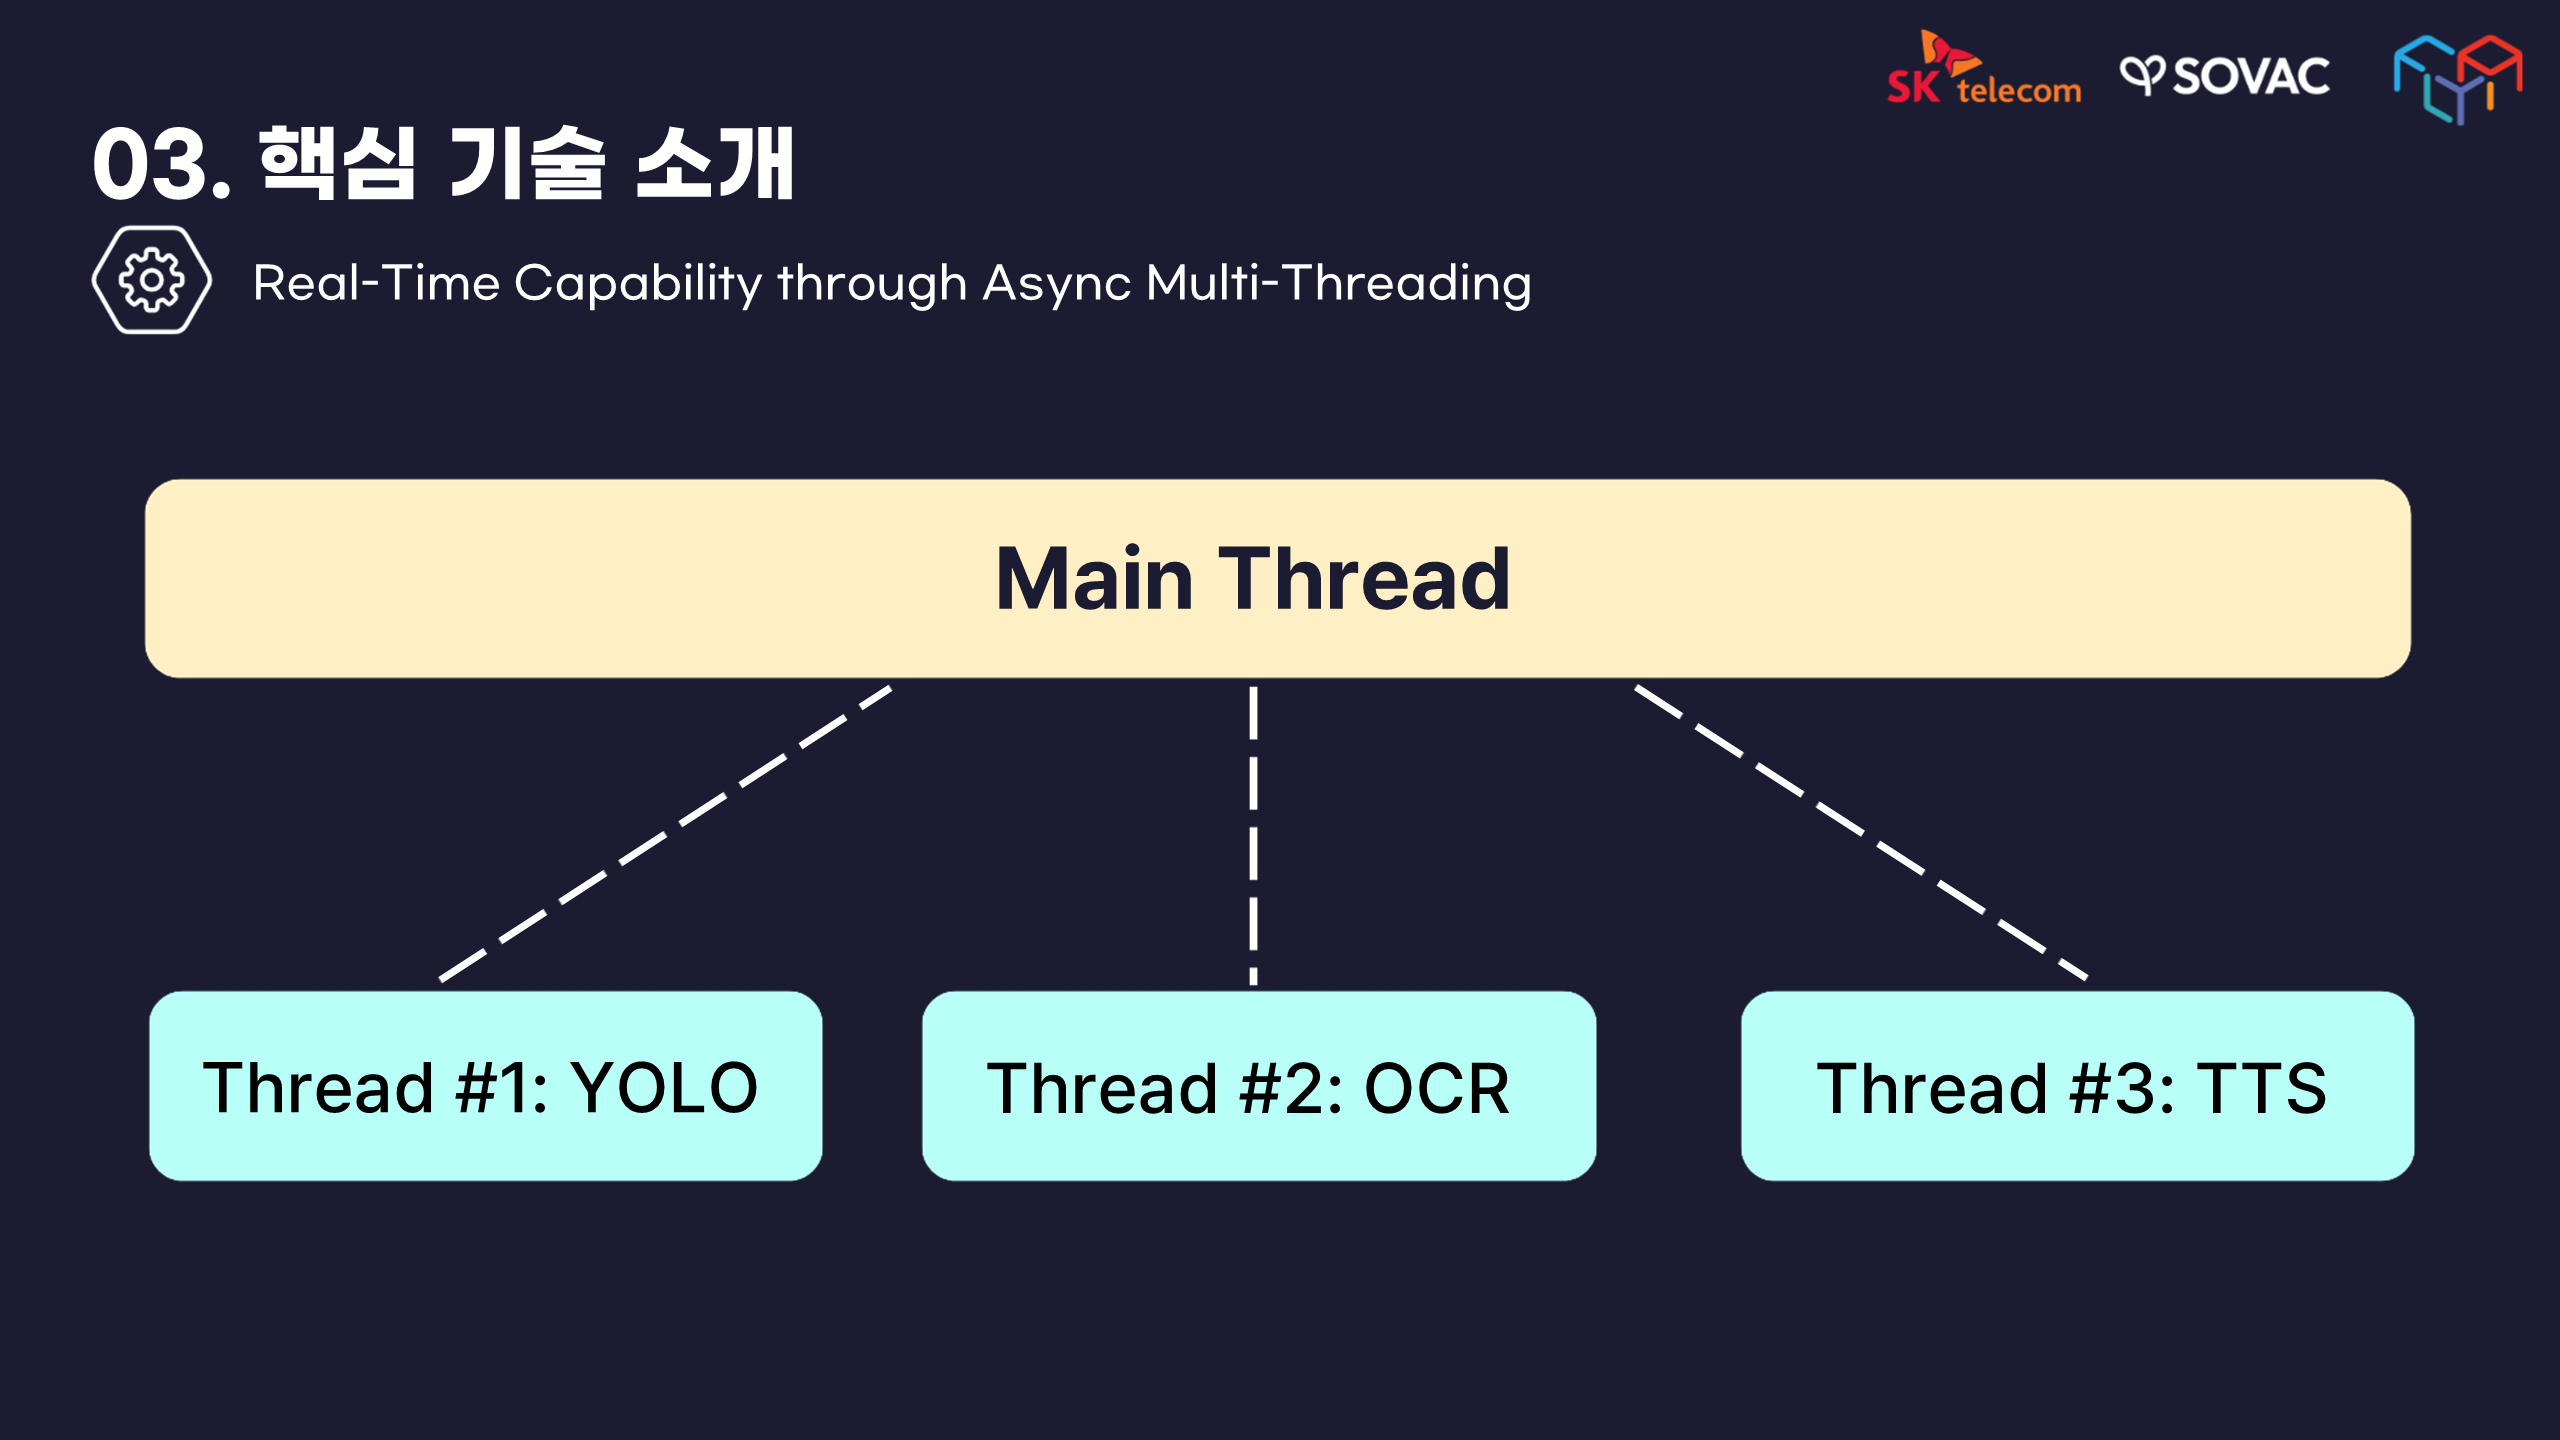 SK telecom
SOVAC
03. 핵심 기술 소개
Real-Time Capability through Async Multi-Threading
Main Thread
Thread #1: YOLO
Thread #2: OCR
Thread #3: TTS